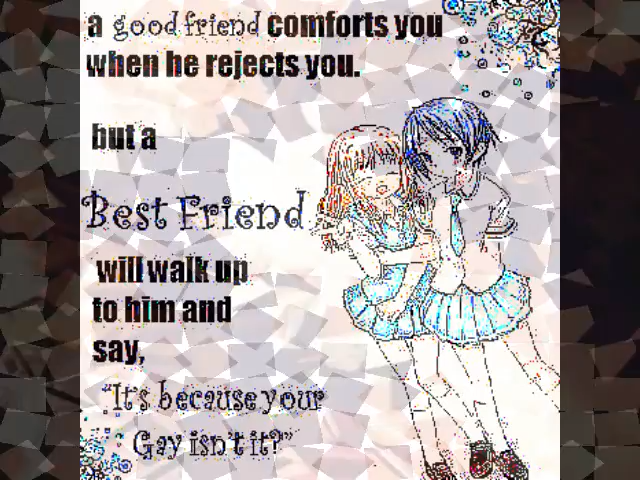 a good friend comforts you
when he rejects you.
but a
Best Friend
will walk up
to him and
say,
"It's because your
Gay isn't it?"